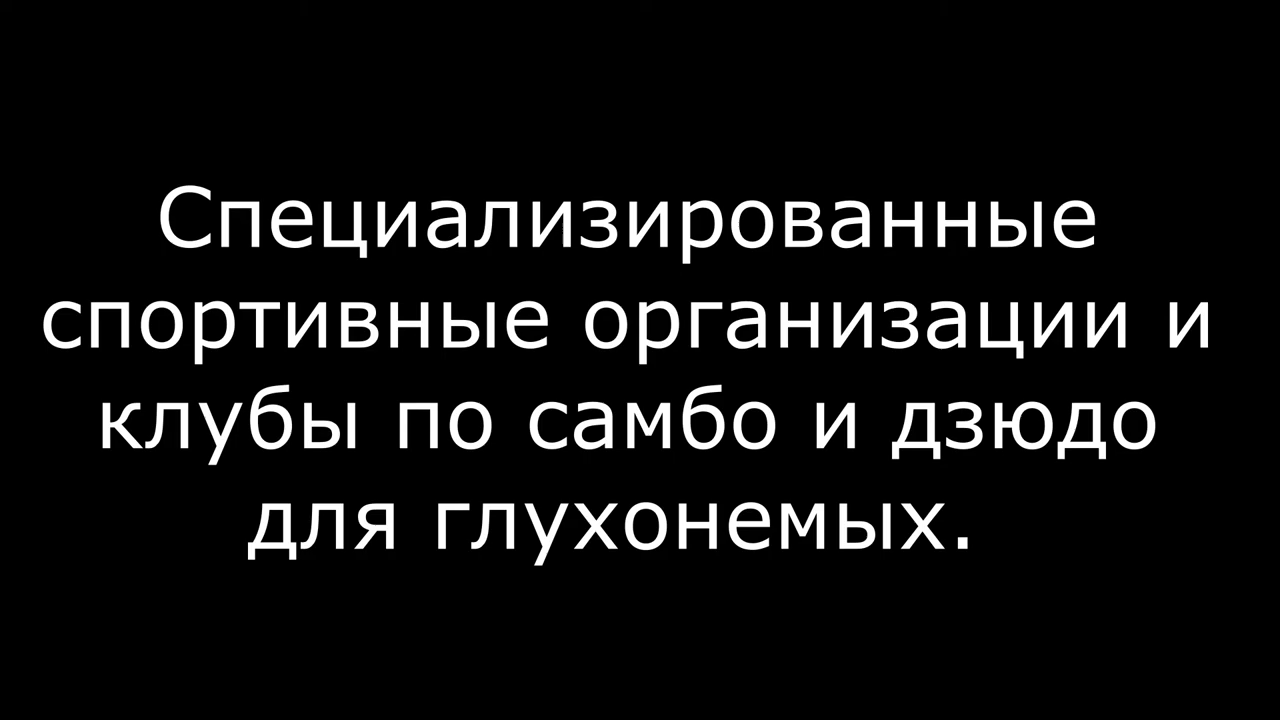 Специализированные
спортивные организации и
клубы по самбо и дзюдо
для глухонемых.